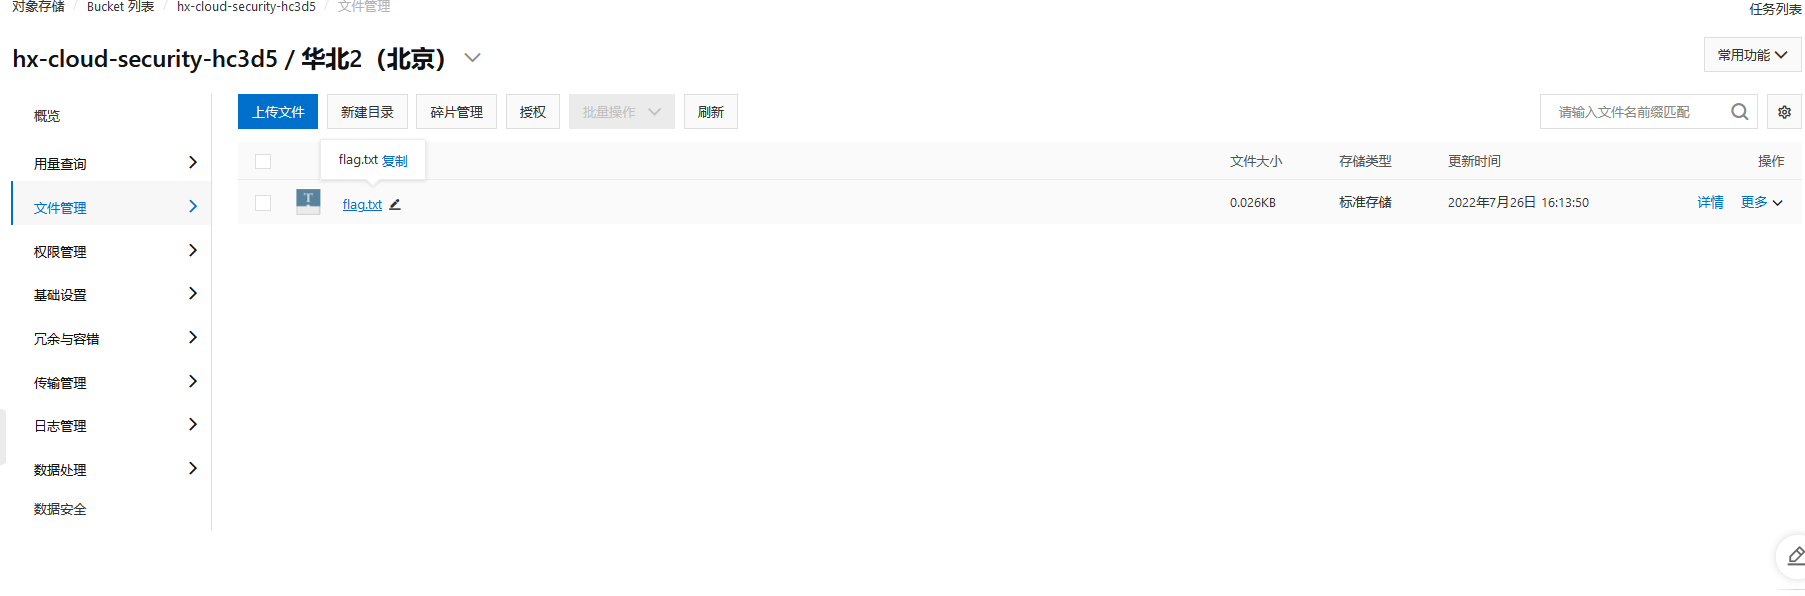 对象存储 / Bucket 列表 / hx-cloud-security-hc3d5 / 文件管理
任务列表
hx-cloud-security-hc3d5 / 华北2（北京）
常用功能
概览
用量查询
文件管理
权限管理
基础设置
冗余与容错
传输管理
日志管理
数据处理
数据安全
上传文件 新建目录 碎片管理 授权 批量操作 刷新
请输入文件名前缀匹配
flag.txt 复制
文件大小 存储类型 更新时间 操作
T flag.txt 0.026KB 标准存储 2022年7月26日 16:13:50 详情 更多